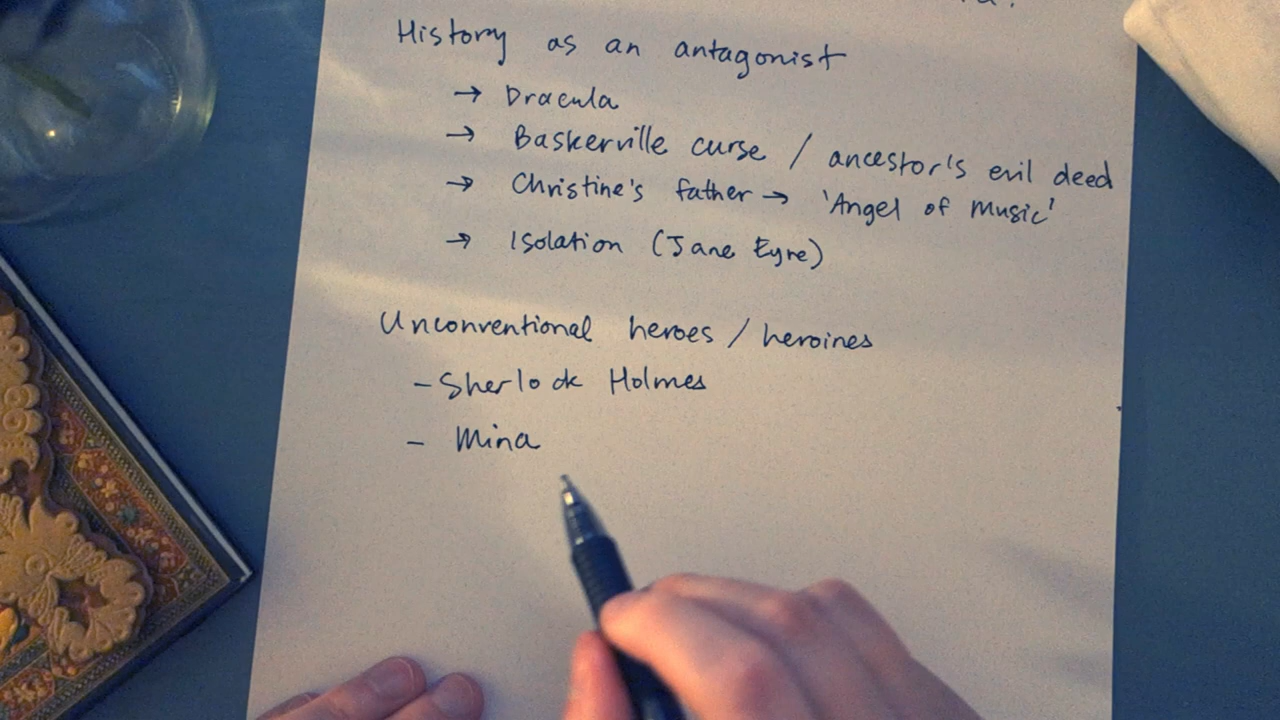 History as an antagonist
→ Dracula
→ Baskerville curse / ancestor's evil deed
→ Christine's father → 'Angel of Music'
→ Isolation (Jane Eyre)
Unconventional heroes / heroines
- Sherlock Holmes
- Mina